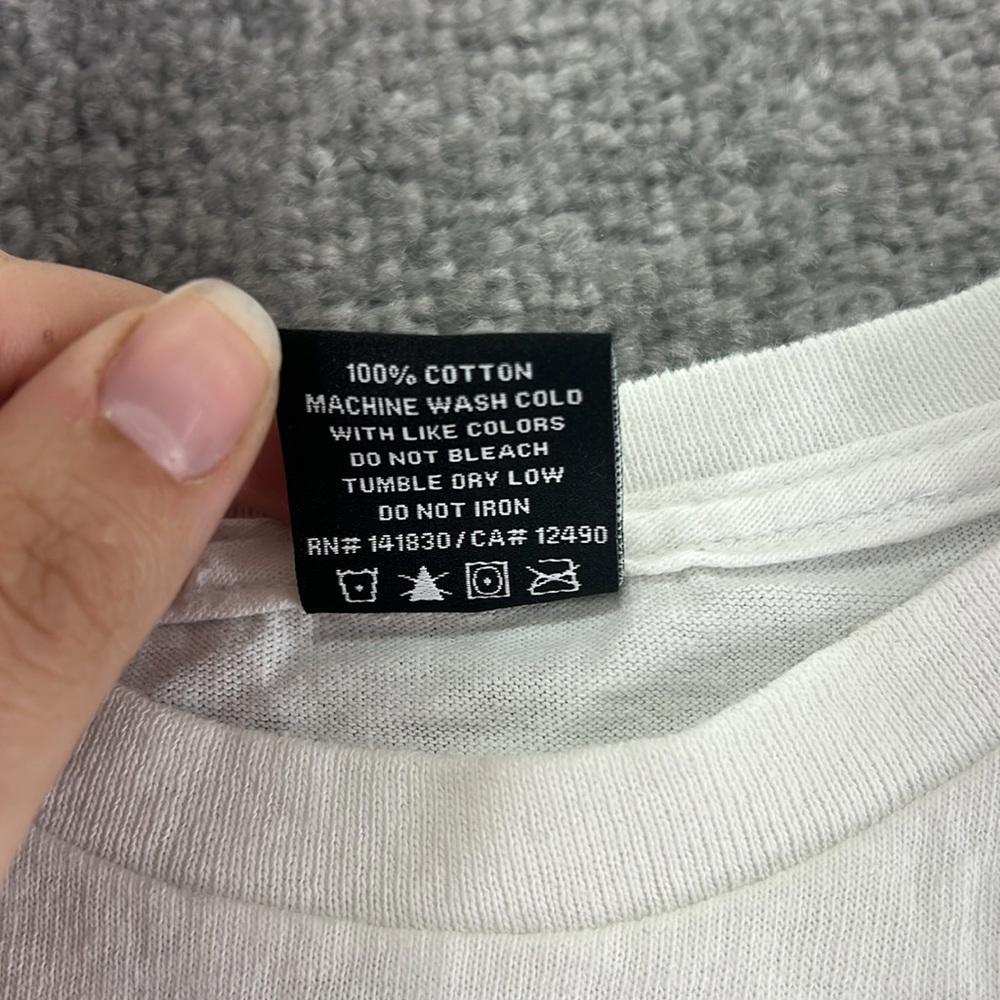 100% COTTON
MACHINE WASH COLD
WITH LIKE COLORS
DO NOT BLEACH
TUMBLE DRY LOW
DO NOT IRON
RN# 141830/CA# 12490